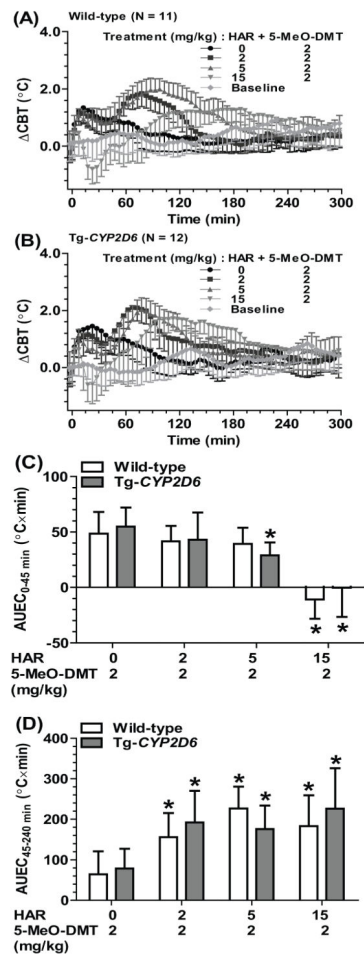 (A) Wild-type (N = 11)
Treatment (mg/kg) : HAR + 5-MeO-DMT
0 2
2 2
5 2
15 2
Baseline
ΔCBT (°C)
4.0
2.0
0.0
0 60 120 180 240 300
Time (min)
(B) Tg-CYP2D6 (N = 12)
Treatment (mg/kg) : HAR + 5-MeO-DMT
0 2
2 2
5 2
15 2
Baseline
ΔCBT (°C)
4.0
2.0
0.0
0 60 120 180 240 300
Time (min)
(C)
Wild-type
Tg-CYP2D6
AUEC0-45 min (°C×min)
100
50
0
-50
*
* *
HAR 0 2 5 15
5-MeO-DMT 2 2 2 2
(mg/kg)
(D)
Wild-type
Tg-CYP2D6
AUEC45-240 min (°C×min)
400
300
200
100
0
* * * * * *
HAR 0 2 5 15
5-MeO-DMT 2 2 2 2
(mg/kg)